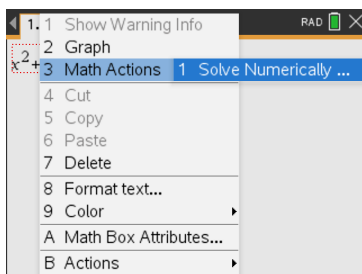 1. RAD
1 Show Warning Info
2 Graph
x²+
3 Math Actions 1 Solve Numerically ...
4 Cut
5 Copy
6 Paste
7 Delete
8 Format text...
9 Color
A Math Box Attributes...
B Actions